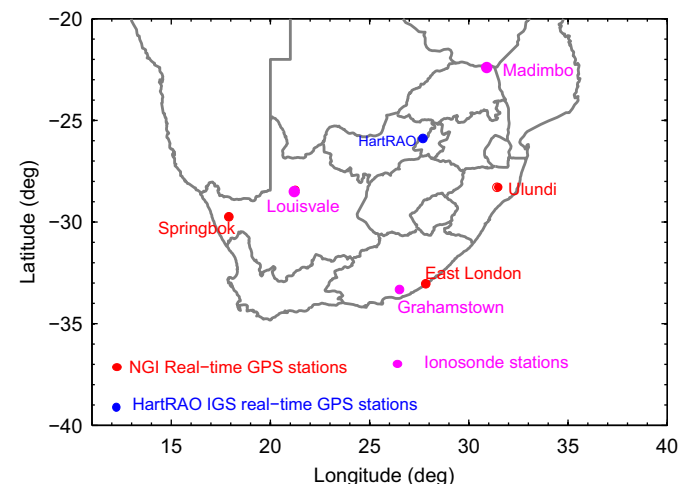 −20
Madimbo
−25
HartRAO
Latitude (deg)
Ulundi
Louisvale
−30
Springbok
East London
Grahamstown
−35
NGI Real−time GPS stations
Ionosonde stations
HartRAO IGS real−time GPS stations
−40
15 20 25 30 35 40
Longitude (deg)